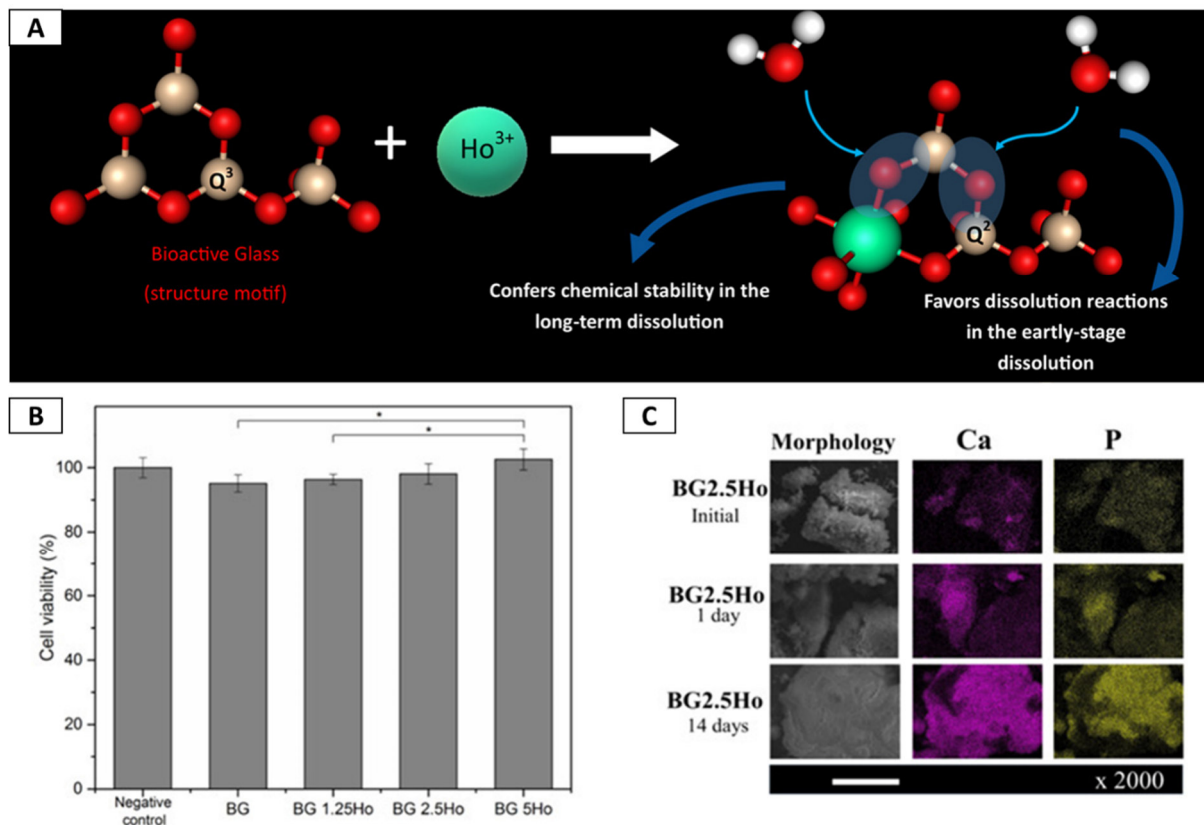 A
Q³
Bioactive Glass
(structure motif)
+
Ho³⁺
Q²
Confers chemical stability in the
long-term dissolution
Favors dissolution reactions
in the eartly-stage
dissolution
B
Cell viability (%)
100
80
60
40
20
0
*
*
Negative
control
BG
BG 1.25Ho
BG 2.5Ho
BG 5Ho
C
Morphology
Ca
P
BG2.5Ho
Initial
BG2.5Ho
1 day
BG2.5Ho
14 days
x 2000